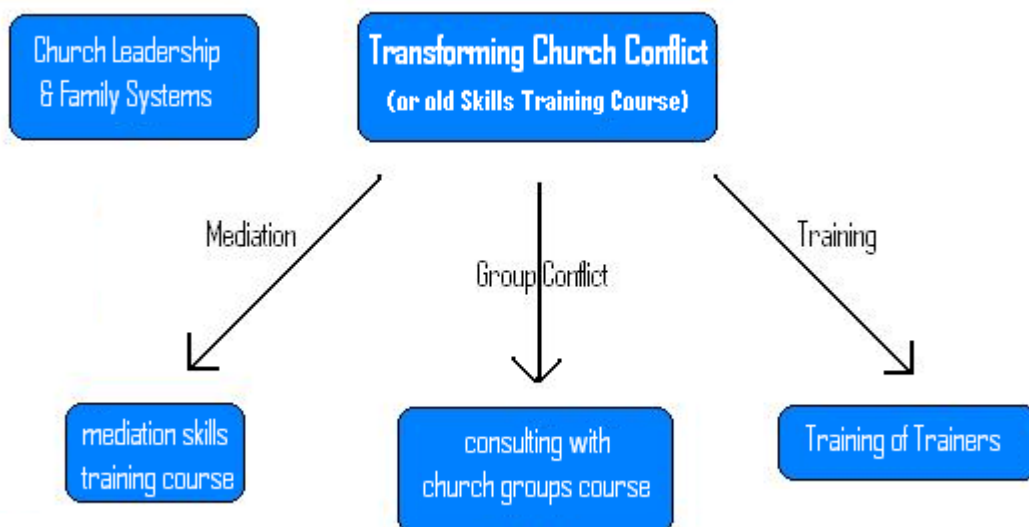 Church Leadership
& Family Systems
Transforming Church Conflict
(or old Skills Training Course)
Mediation
Group Conflict
Training
mediation skills
training course
consulting with
church groups course
Training of Trainers